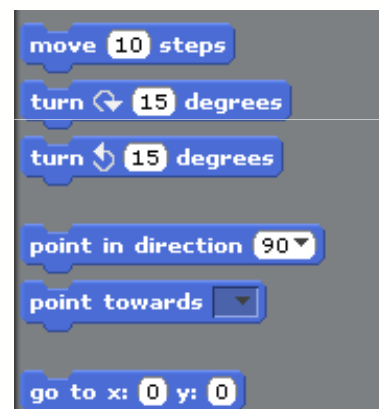 move 10 steps
turn 15 degrees
turn 15 degrees
point in direction 90
point towards
go to x: 0 y: 0